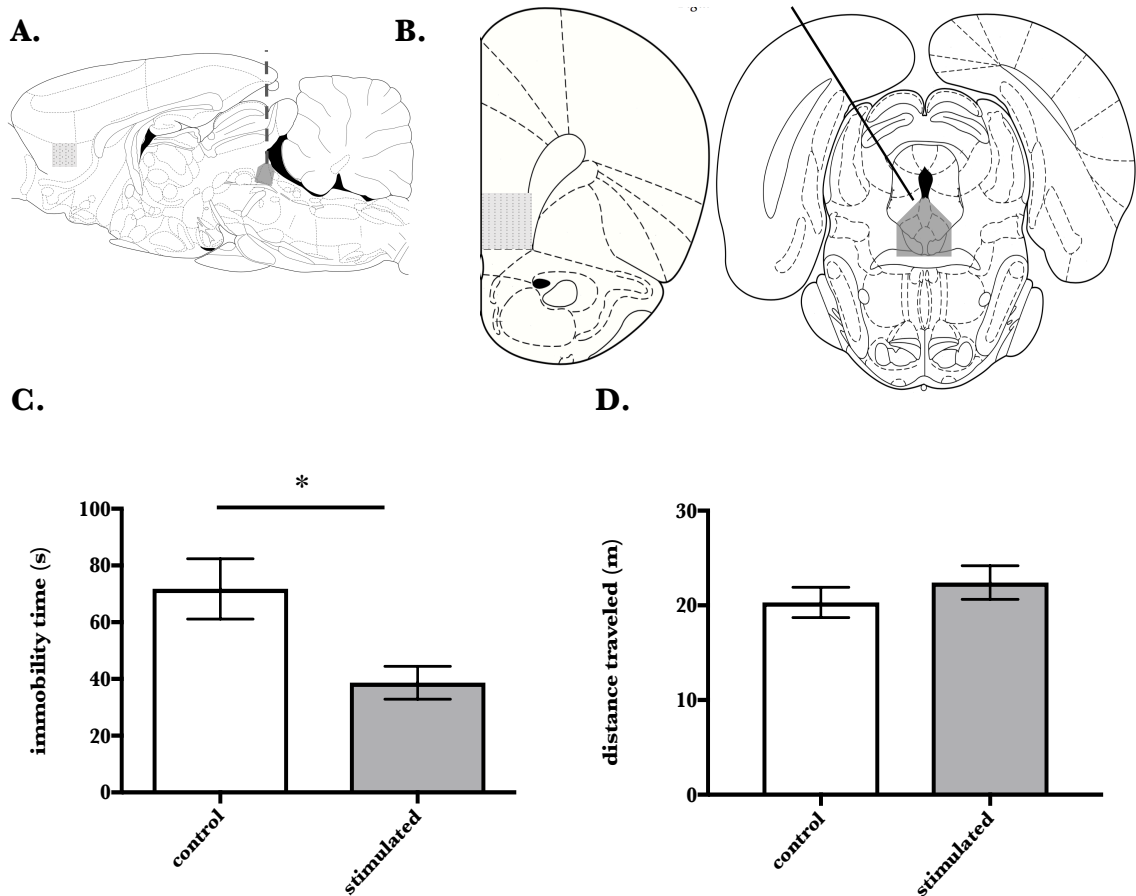 A.
B.
C.
D.
*
immobility time (s)
100
80
60
40
20
0
control
stimulated
distance traveled (m)
30
20
10
0
control
stimulated